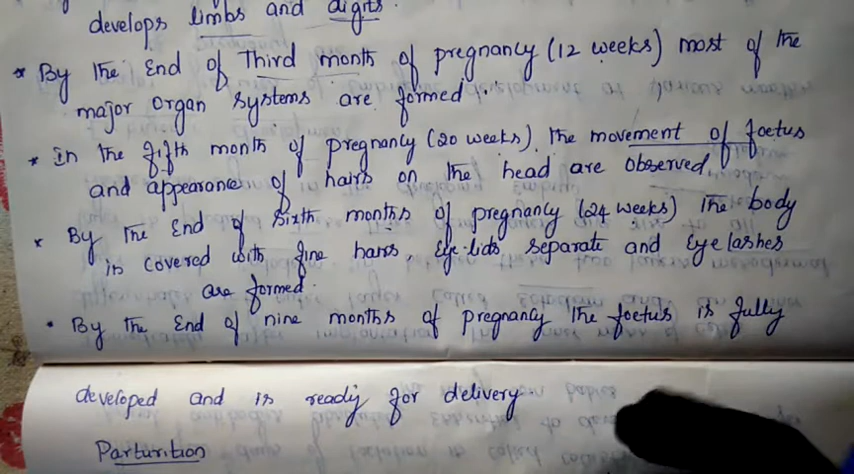 develops limbs and digits.
* By the End of Third month of pregnancy (12 weeks) most of the
major organ systems are formed.
* In the fifth month of pregnancy (20 weeks) the movement of foetus
and appearance of hairs on the head are observed
* By the End of Sixth months of pregnancy (24 weeks) the body
is covered with fine hairs, Eye-lids separate and Eye lashes
are formed.
• By the End of nine months of pregnancy the foetus is fully
developed and is ready for delivery
Parturition